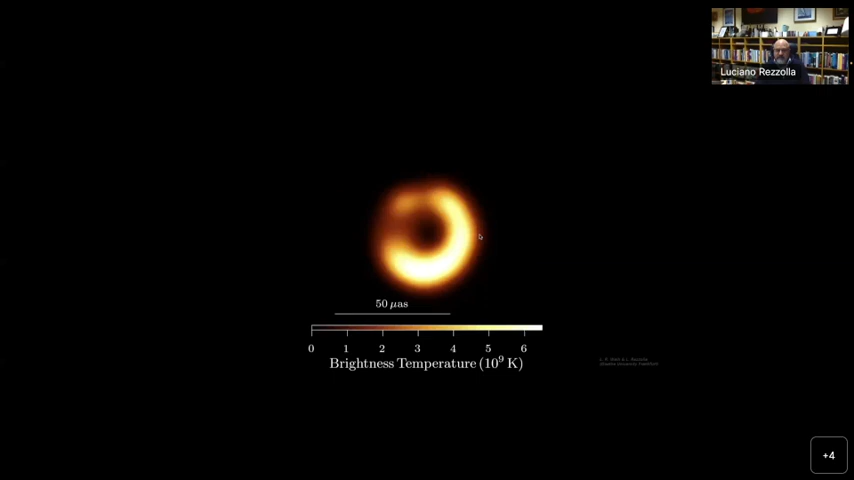 Luciano Rezzolla
50 μas
0 1 2 3 4 5 6
Brightness Temperature (10⁹ K)
+4